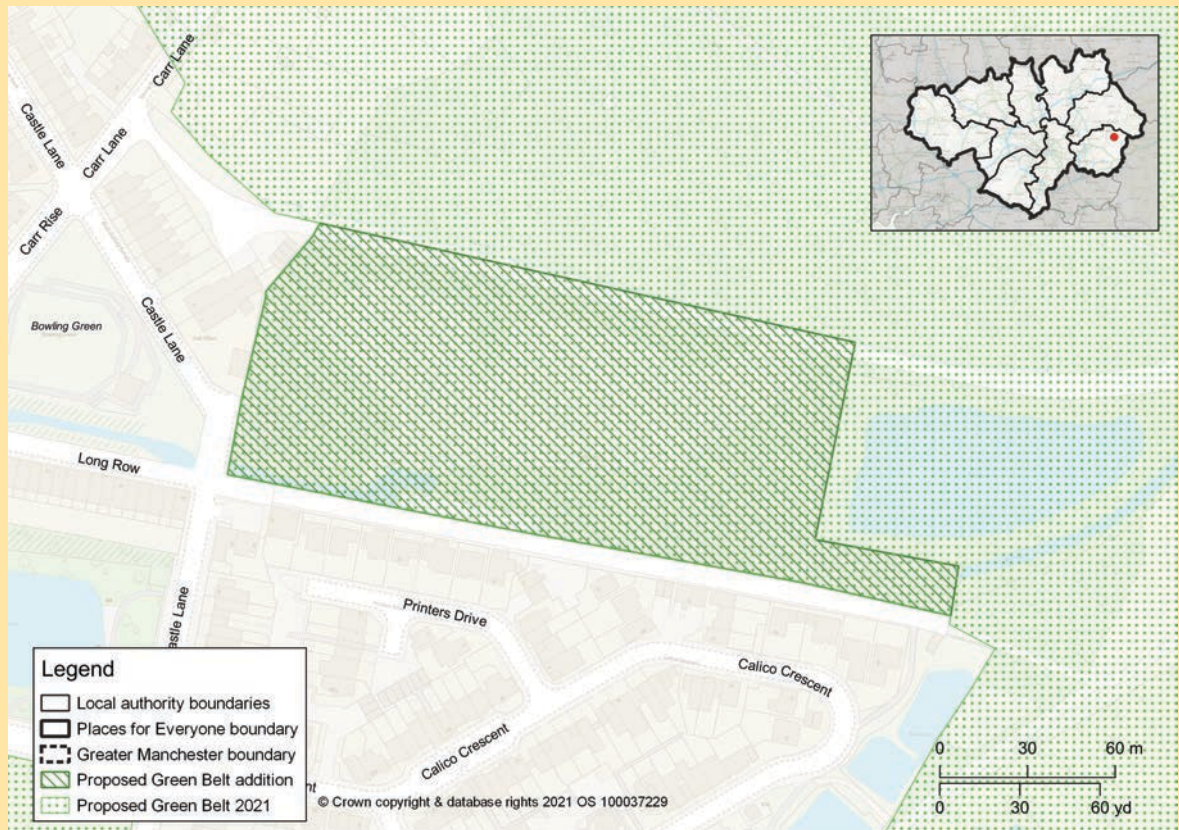 Carr Lane
Castle Lane
Carr Lane
Carr Rise
Castle Lane
Bowling Green
Long Row
Castle Lane
Printers Drive
Calico Crescent
Calico Crescent
Legend
Local authority boundaries
Places for Everyone boundary
Greater Manchester boundary
Proposed Green Belt addition
Proposed Green Belt 2021
© Crown copyright & database rights 2021 OS 100037229
0 30 60 m
0 30 60 yd